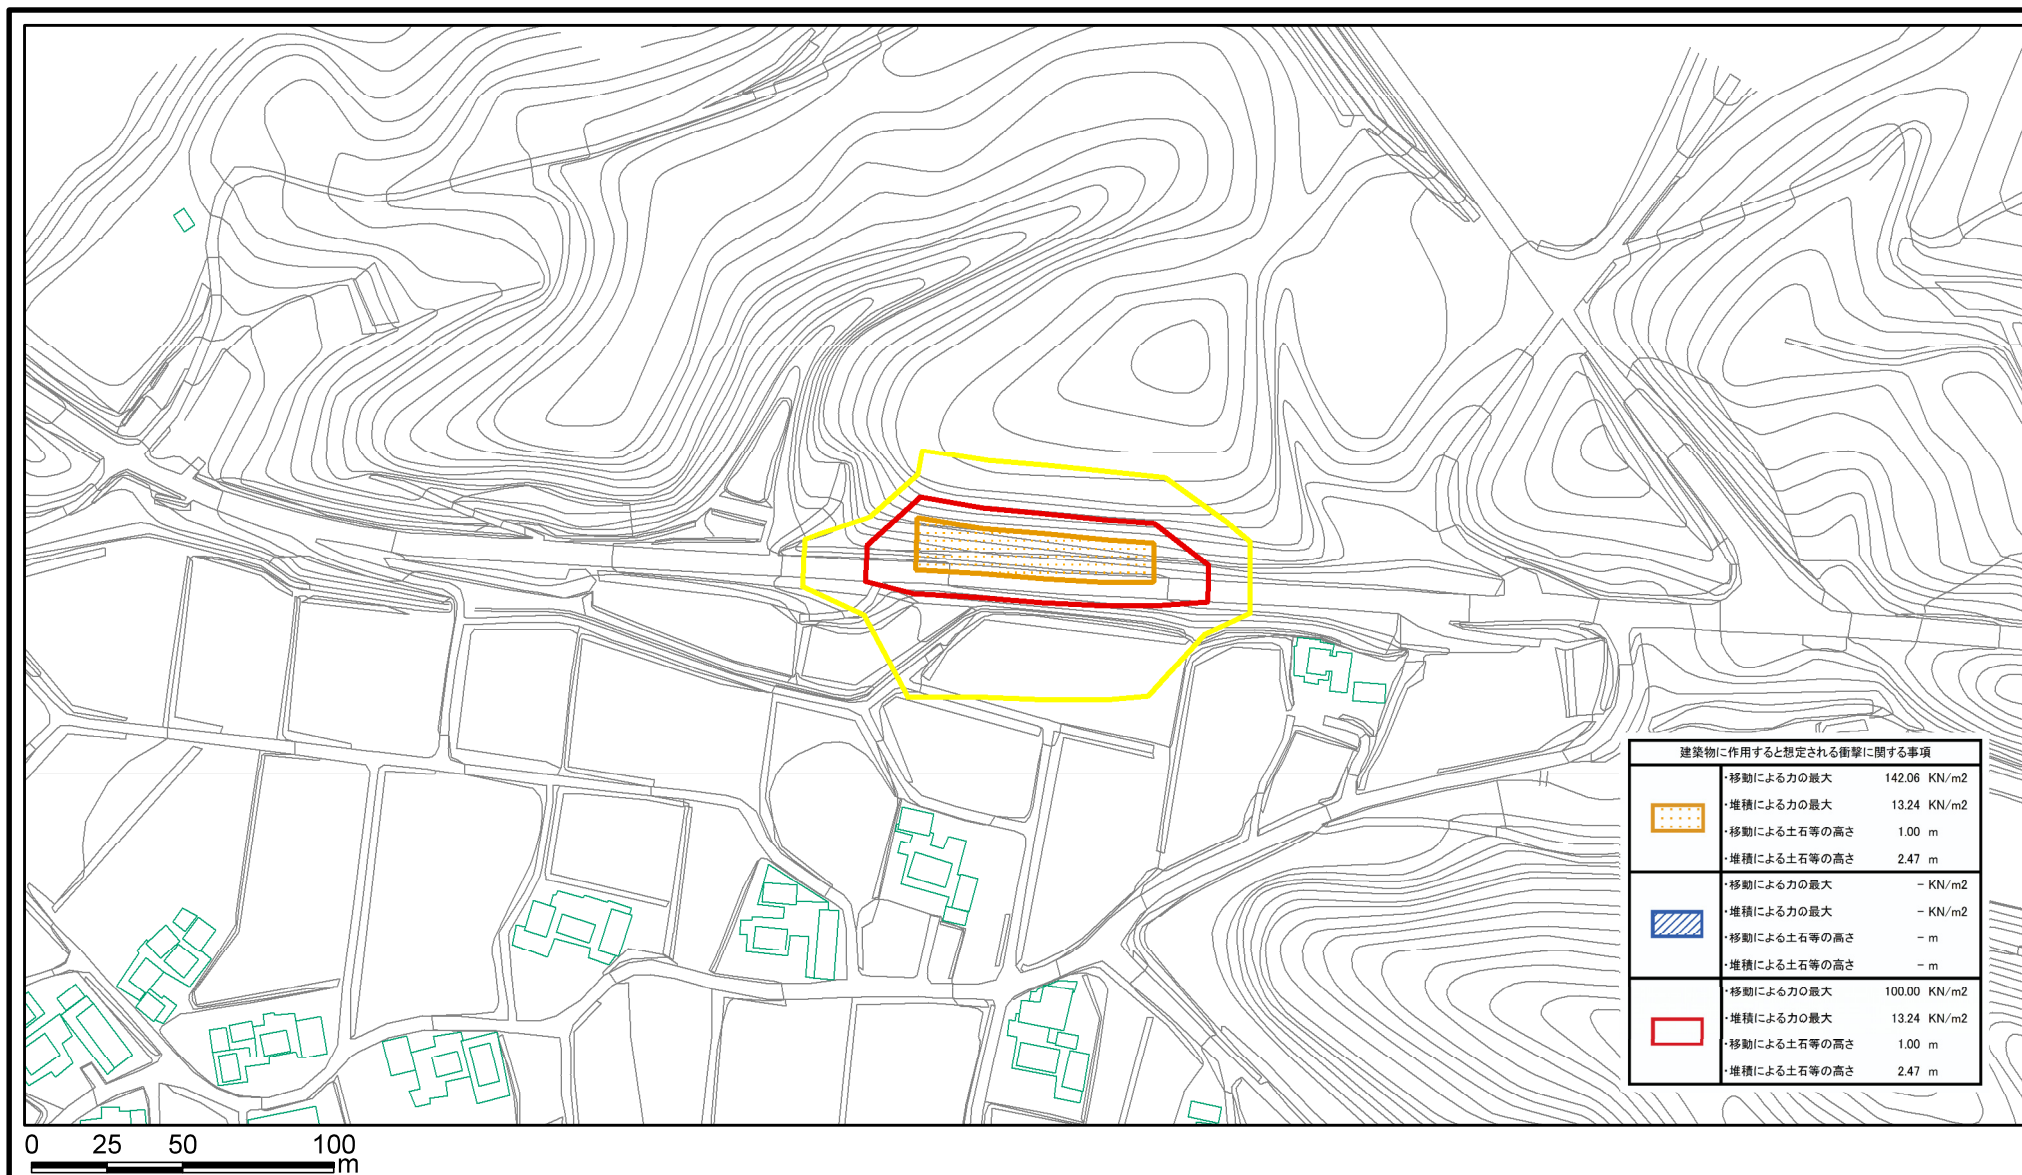 建築物に作用すると想定される衝撃に関する事項
・移動による力の最大 142.06 KN/m2
・堆積による力の最大 13.24 KN/m2
・移動による土石等の高さ 1.00 m
・堆積による土石等の高さ 2.47 m
・移動による力の最大 − KN/m2
・堆積による力の最大 − KN/m2
・移動による土石等の高さ − m
・堆積による土石等の高さ − m
・移動による力の最大 100.00 KN/m2
・堆積による力の最大 13.24 KN/m2
・移動による土石等の高さ 1.00 m
・堆積による土石等の高さ 2.47 m
0 25 50 100
m